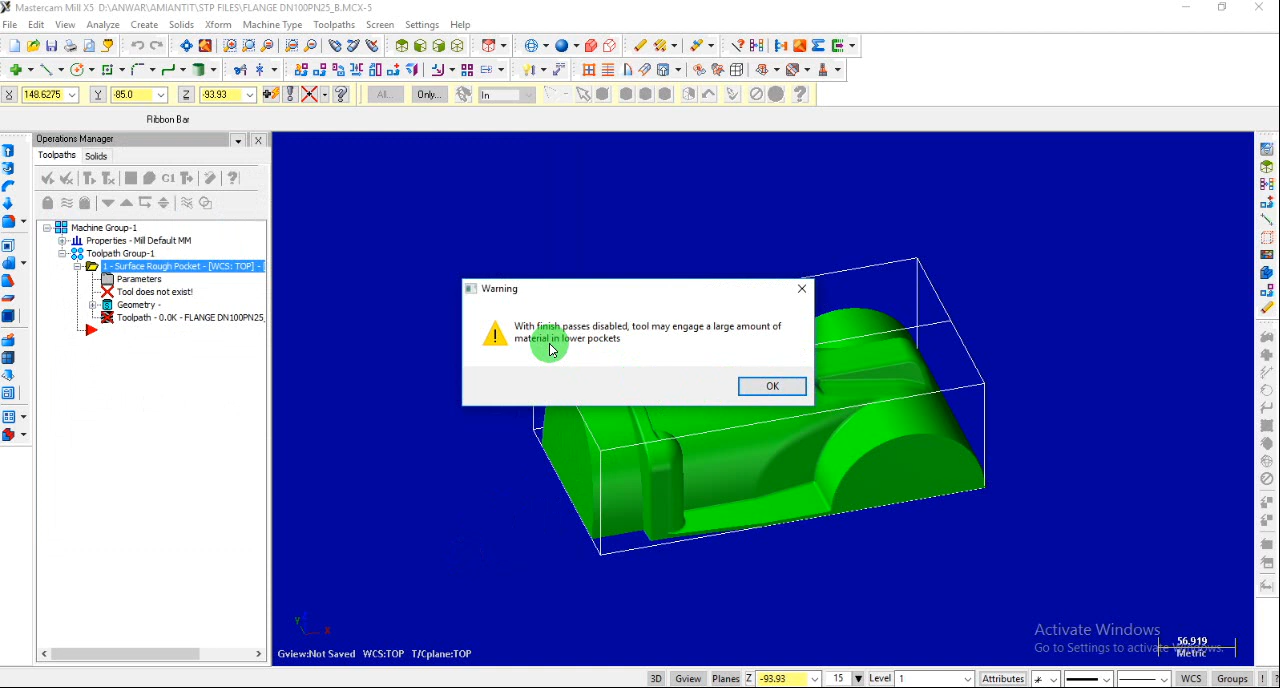 Mastercam Mill X5 D:\ANWAR\AMIANTIT\STP FILES\FLANGE DN100PN25_B.MCX-5
File Edit View Analyze Create Solids Xform Machine Type Toolpaths Screen Settings Help
X 148.6275 Y -85.0 Z -93.93 All... Only... In
Ribbon Bar
Operations Manager
Toolpaths Solids
G1
Machine Group-1
Properties - Mill Default MM
Toolpath Group-1
1 - Surface Rough Pocket - [WCS: TOP] - [
Parameters
Tool does not exist!
Geometry -
Toolpath - 0.0K - FLANGE DN100PN25_
Warning
With finish passes disabled, tool may engage a large amount of
material in lower pockets
OK
Y
X
Gview:Not Saved WCS:TOP T/Cplane:TOP
Activate Windows
Go to Settings to activate Windows.
56.919
Metric
3D Gview Planes Z -93.93 15 Level 1 Attributes WCS Groups ! ?